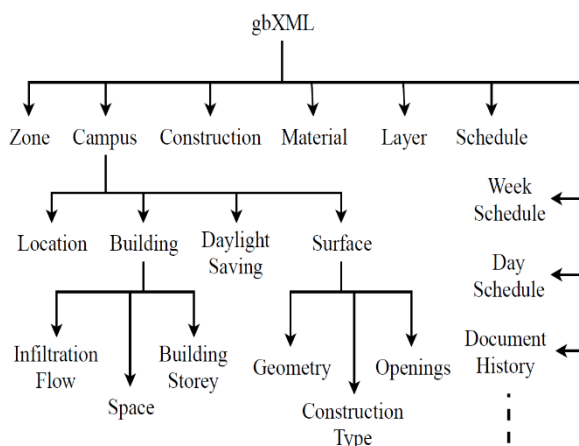 gbXML
Zone
Campus
Construction
Material
Layer
Schedule
Week
Schedule
Location
Building
Daylight
Saving
Surface
Day
Schedule
Infiltration
Flow
Space
Building
Storey
Geometry
Construction
Type
Openings
Document
History